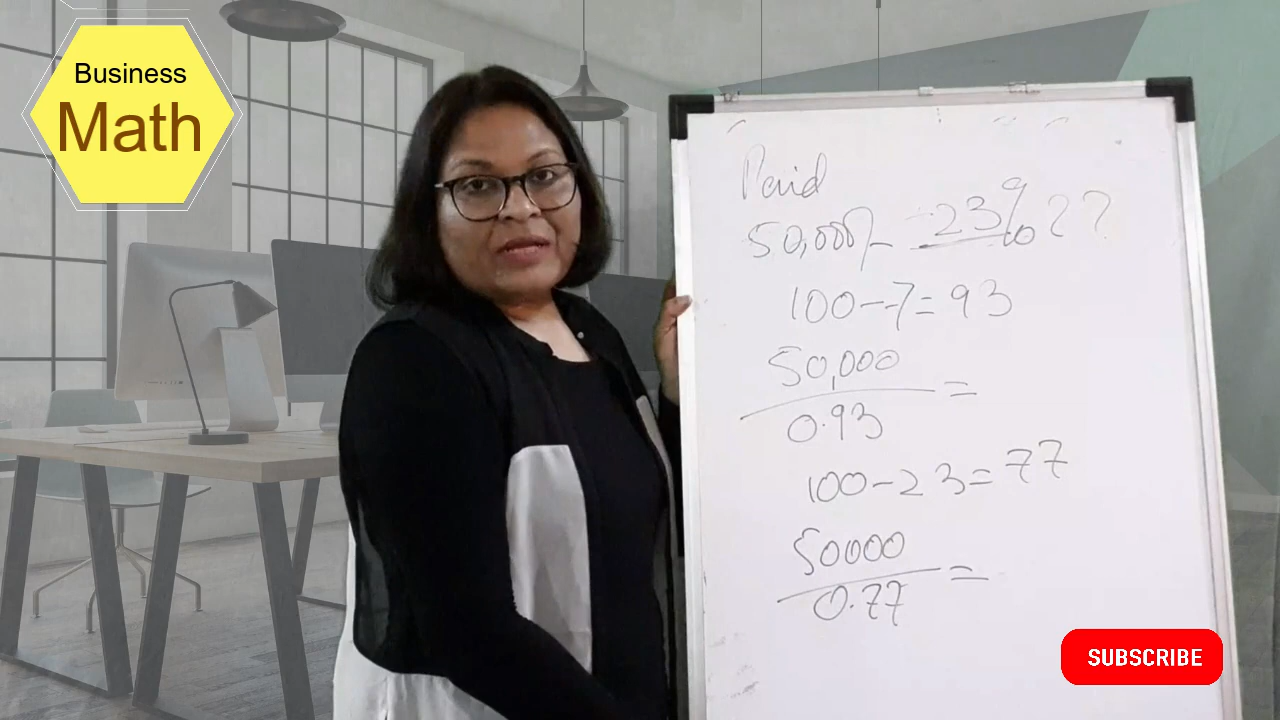 Business
Math
Paid
50,000/- 23% ??
100-7=93
50,000
0.93 =
100-23=77
50000
0.77 =
SUBSCRIBE